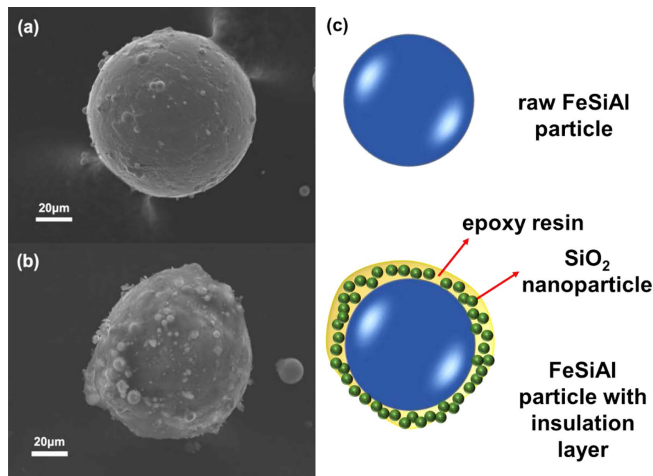 (a)
20μm
(b)
20μm
(c)
raw FeSiAl
particle
epoxy resin
SiO₂
nanoparticle
FeSiAl
particle with
insulation
layer